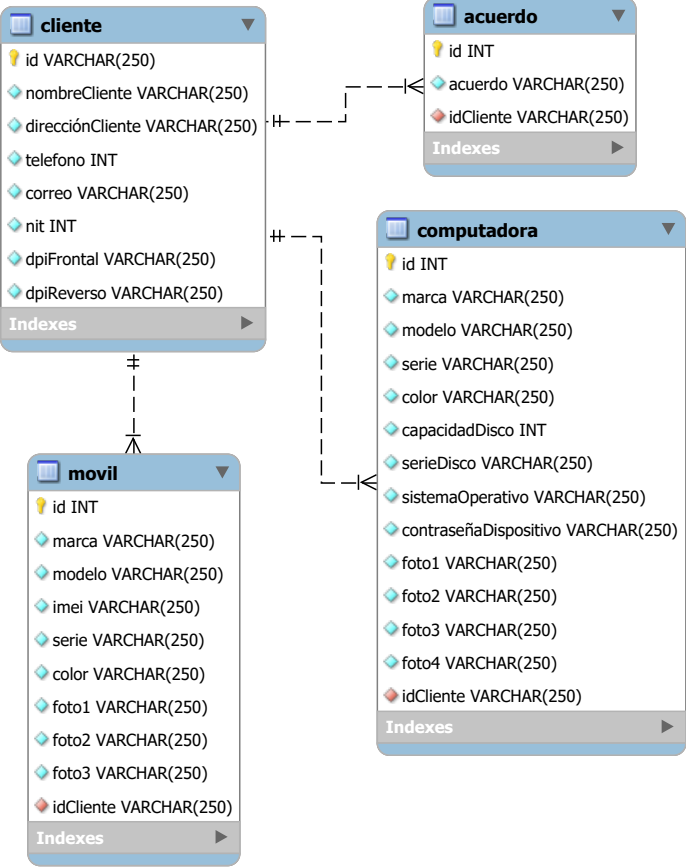 cliente
id VARCHAR(250)
nombreCliente VARCHAR(250)
direcciónCliente VARCHAR(250)
telefono INT
correo VARCHAR(250)
nit INT
dpiFrontal VARCHAR(250)
dpiReverso VARCHAR(250)
Indexes
acuerdo
id INT
acuerdo VARCHAR(250)
idCliente VARCHAR(250)
Indexes
computadora
id INT
marca VARCHAR(250)
modelo VARCHAR(250)
serie VARCHAR(250)
color VARCHAR(250)
capacidadDisco INT
serieDisco VARCHAR(250)
sistemaOperativo VARCHAR(250)
contraseñaDispositivo VARCHAR(250)
foto1 VARCHAR(250)
foto2 VARCHAR(250)
foto3 VARCHAR(250)
foto4 VARCHAR(250)
idCliente VARCHAR(250)
Indexes
movil
id INT
marca VARCHAR(250)
modelo VARCHAR(250)
imei VARCHAR(250)
serie VARCHAR(250)
color VARCHAR(250)
foto1 VARCHAR(250)
foto2 VARCHAR(250)
foto3 VARCHAR(250)
idCliente VARCHAR(250)
Indexes